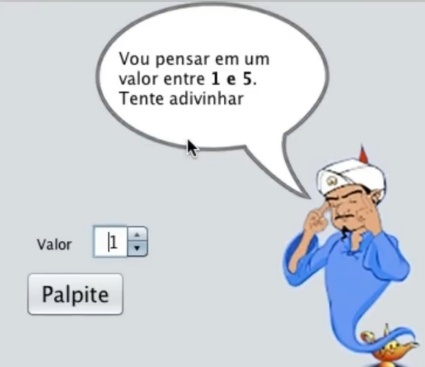 Vou pensar em um
valor entre 1 e 5.
Tente adivinhar
Valor 1
Palpite